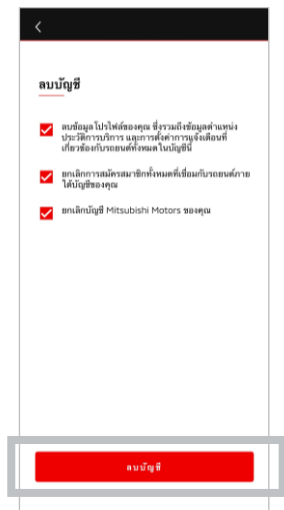 ลบบัญชี
ลบข้อมูลโปรไฟล์ของคุณ ซึ่งรวมถึงข้อมูลตำแหน่ง
ประวัติการบริการ และการตั้งค่าการแจ้งเตือนที่
เกี่ยวข้องกับรถยนต์ทั้งหมดในบัญชีนี้
ยกเลิกการสมัครสมาชิกทั้งหมดที่เชื่อมกับรถยนต์ภาย
ใต้บัญชีของคุณ
ยกเลิกบัญชี Mitsubishi Motors ของคุณ
ลบบัญชี